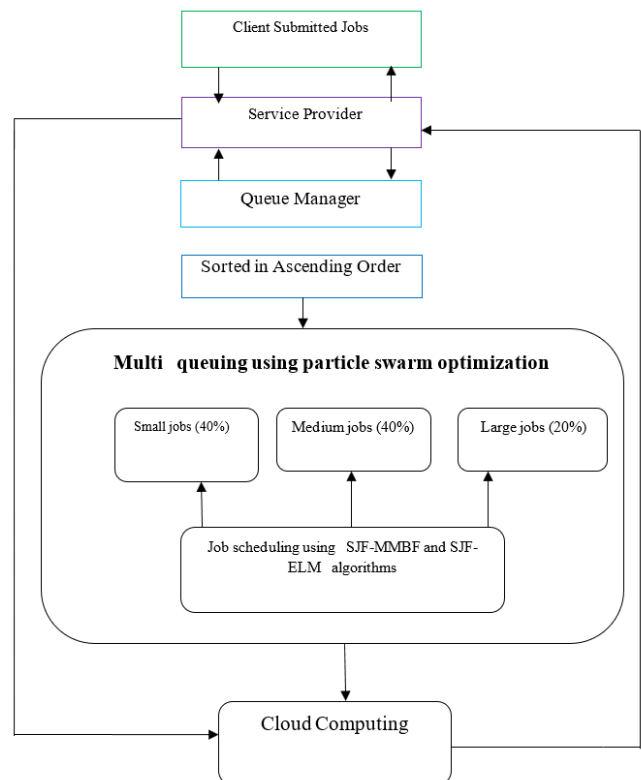 Client Submitted Jobs
Service Provider
Queue Manager
Sorted in Ascending Order
Multi queuing using particle swarm optimization
Small jobs (40%)
Medium jobs (40%)
Large jobs (20%)
Job scheduling using SJF-MMBF and SJF-
ELM algorithms
Cloud Computing